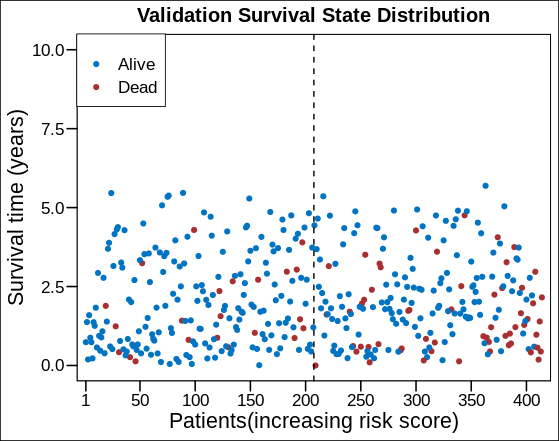 Validation Survival State Distribution
10.0
7.5
5.0
2.5
0.0
Survival time (years)
Alive
Dead
1 50 100 150 200 250 300 350 400
Patients(increasing risk score)